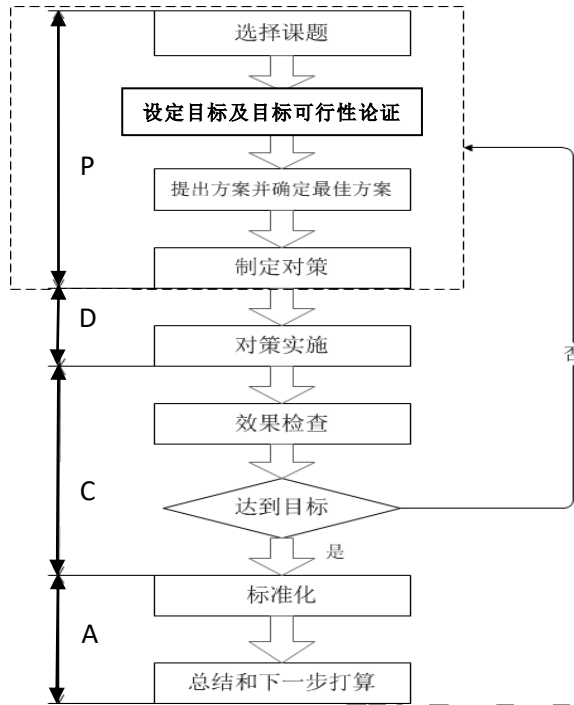 选择课题
设定目标及目标可行性论证
P
提出方案并确定最佳方案
制定对策
D
对策实施
否
效果检查
C
达到目标
是
标准化
A
总结和下一步打算